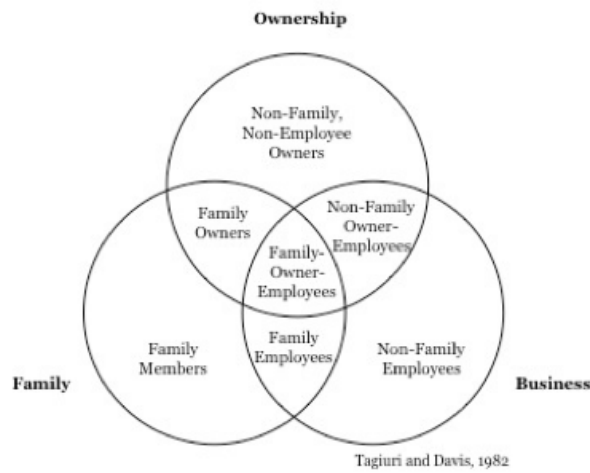 Ownership
Non-Family,
Non-Employee
Owners
Family
Owners
Non-Family
Owner-
Employees
Family-
Owner-
Employees
Family
Members
Family
Employees
Non-Family
Employees
Family
Business
Tagiuri and Davis, 1982